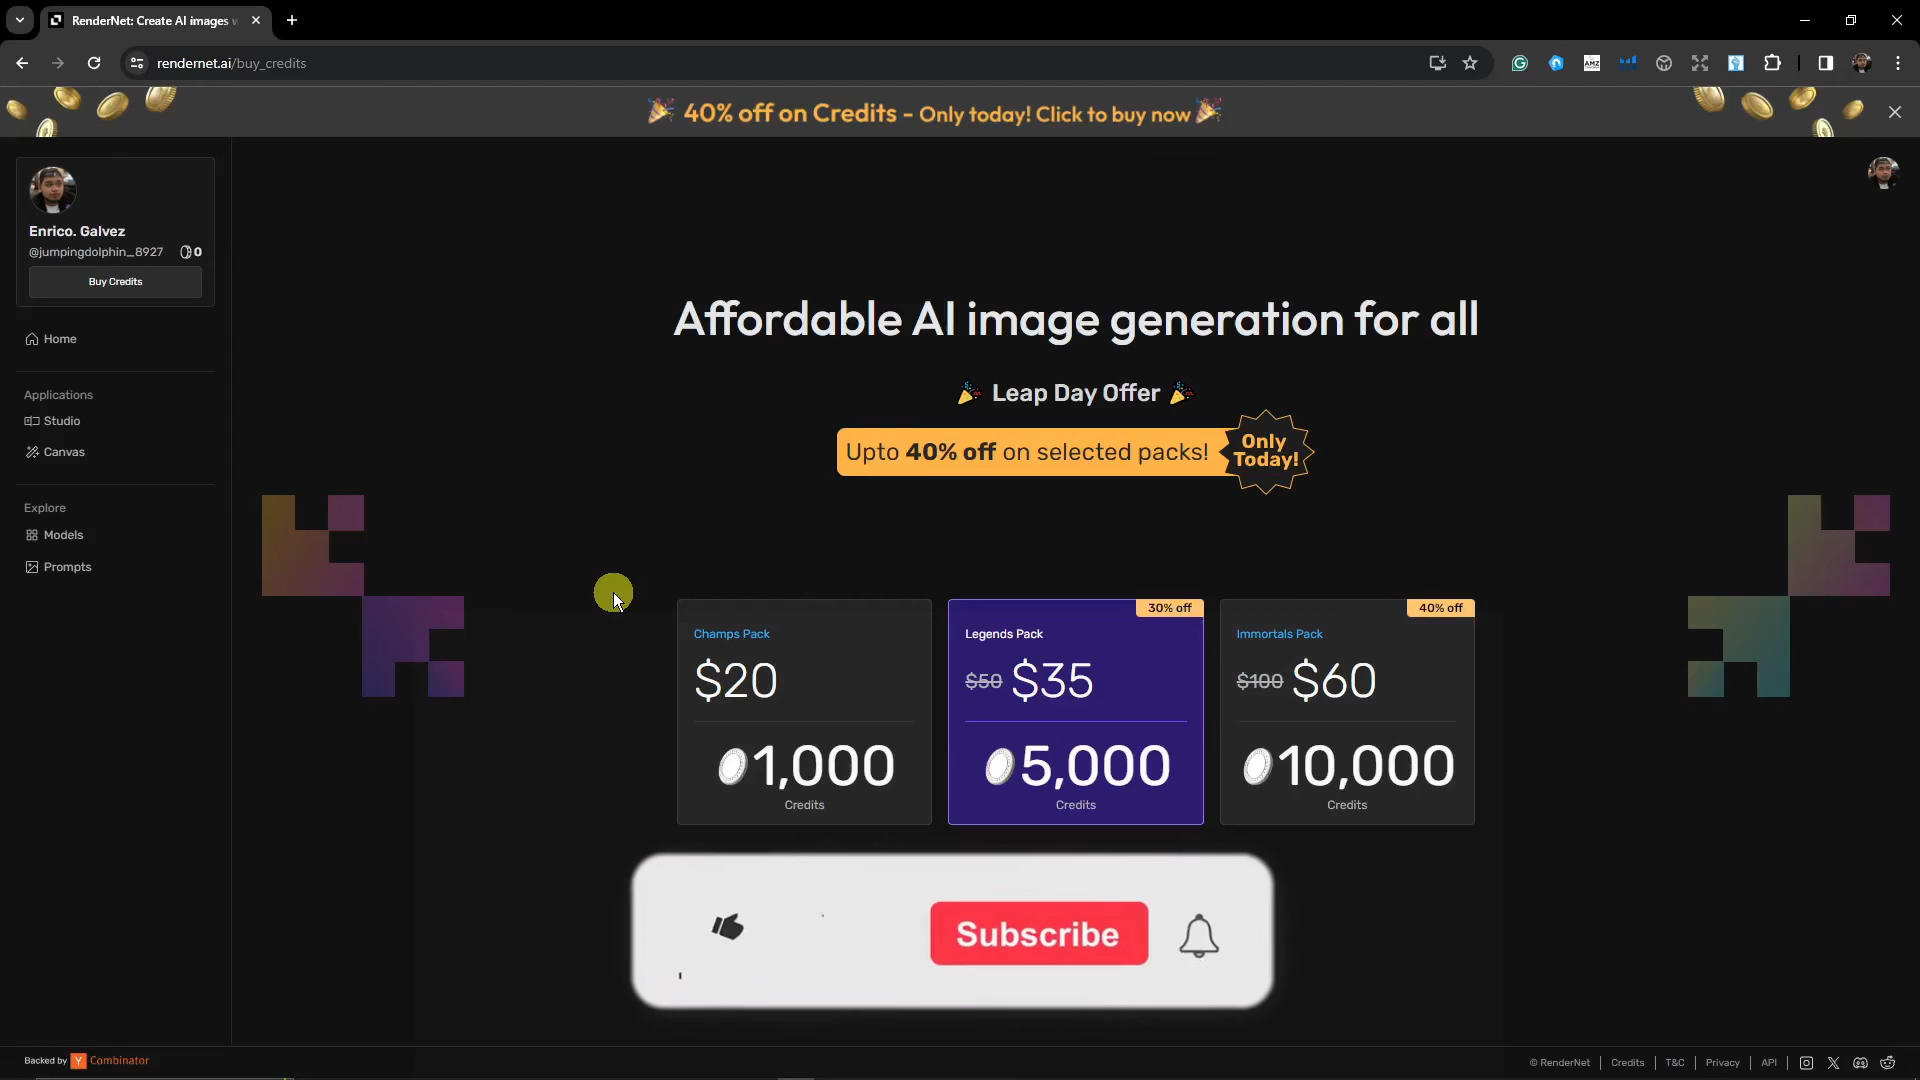 RenderNet: Create AI images w
rendernet.ai/buy_credits
AMZ
🎉 40% off on Credits - Only today! Click to buy now 🎉
Enrico. Galvez
@jumpingdolphin_8927 0
Buy Credits
Home
Applications
Studio
Canvas
Explore
Models
Prompts
Affordable AI image generation for all
🎉 Leap Day Offer 🎉
Upto 40% off on selected packs!
Only
Today!
Champs Pack
$20
1,000
Credits
30% off
Legends Pack
$50 $35
5,000
Credits
40% off
Immortals Pack
$100 $60
10,000
Credits
Subscribe
Backed by Y Combinator
© RenderNet
Credits
T&C
Privacy
API